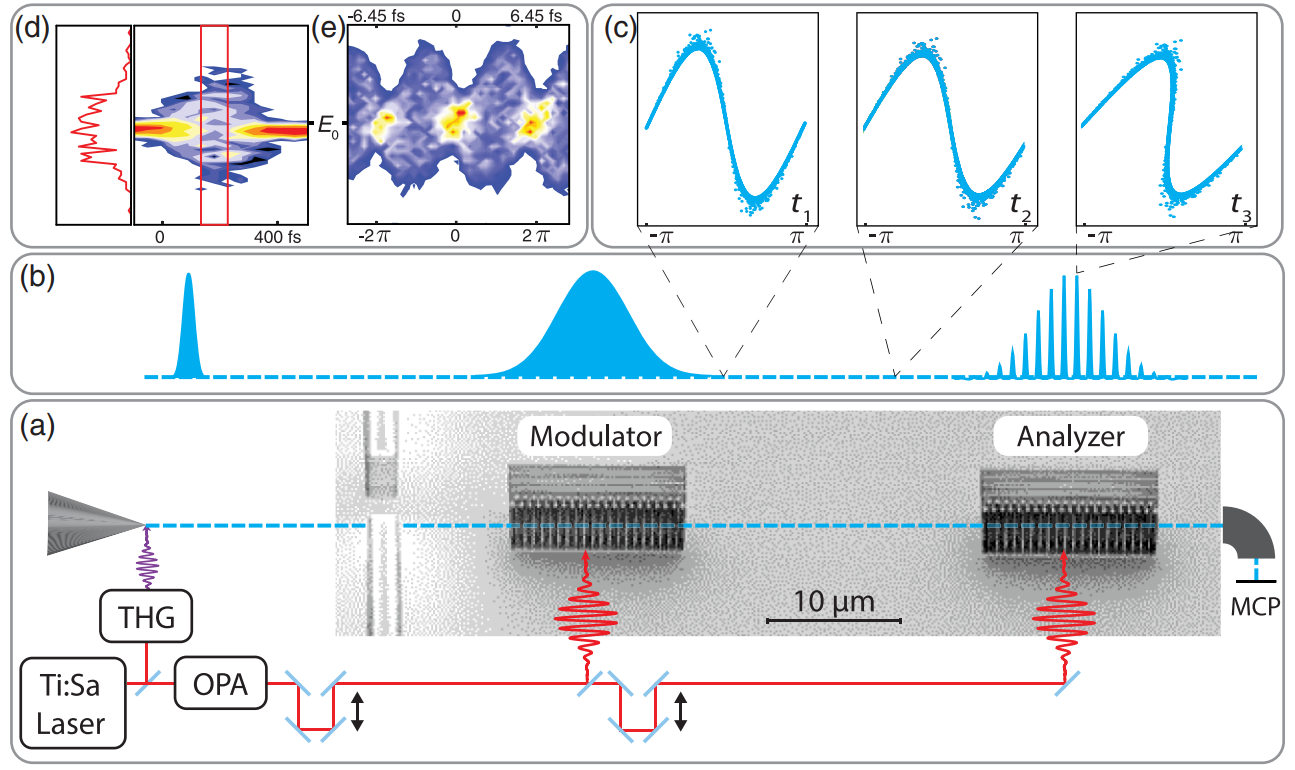 (d)
0
400 fs
(e)
-6.45 fs 0 6.45 fs
E0
-2π 0 2π
(c)
t1
-π π
t2
-π π
t3
-π π
(b)
(a)
Modulator
Analyzer
10 μm
MCP
THG
Ti:Sa
Laser
OPA